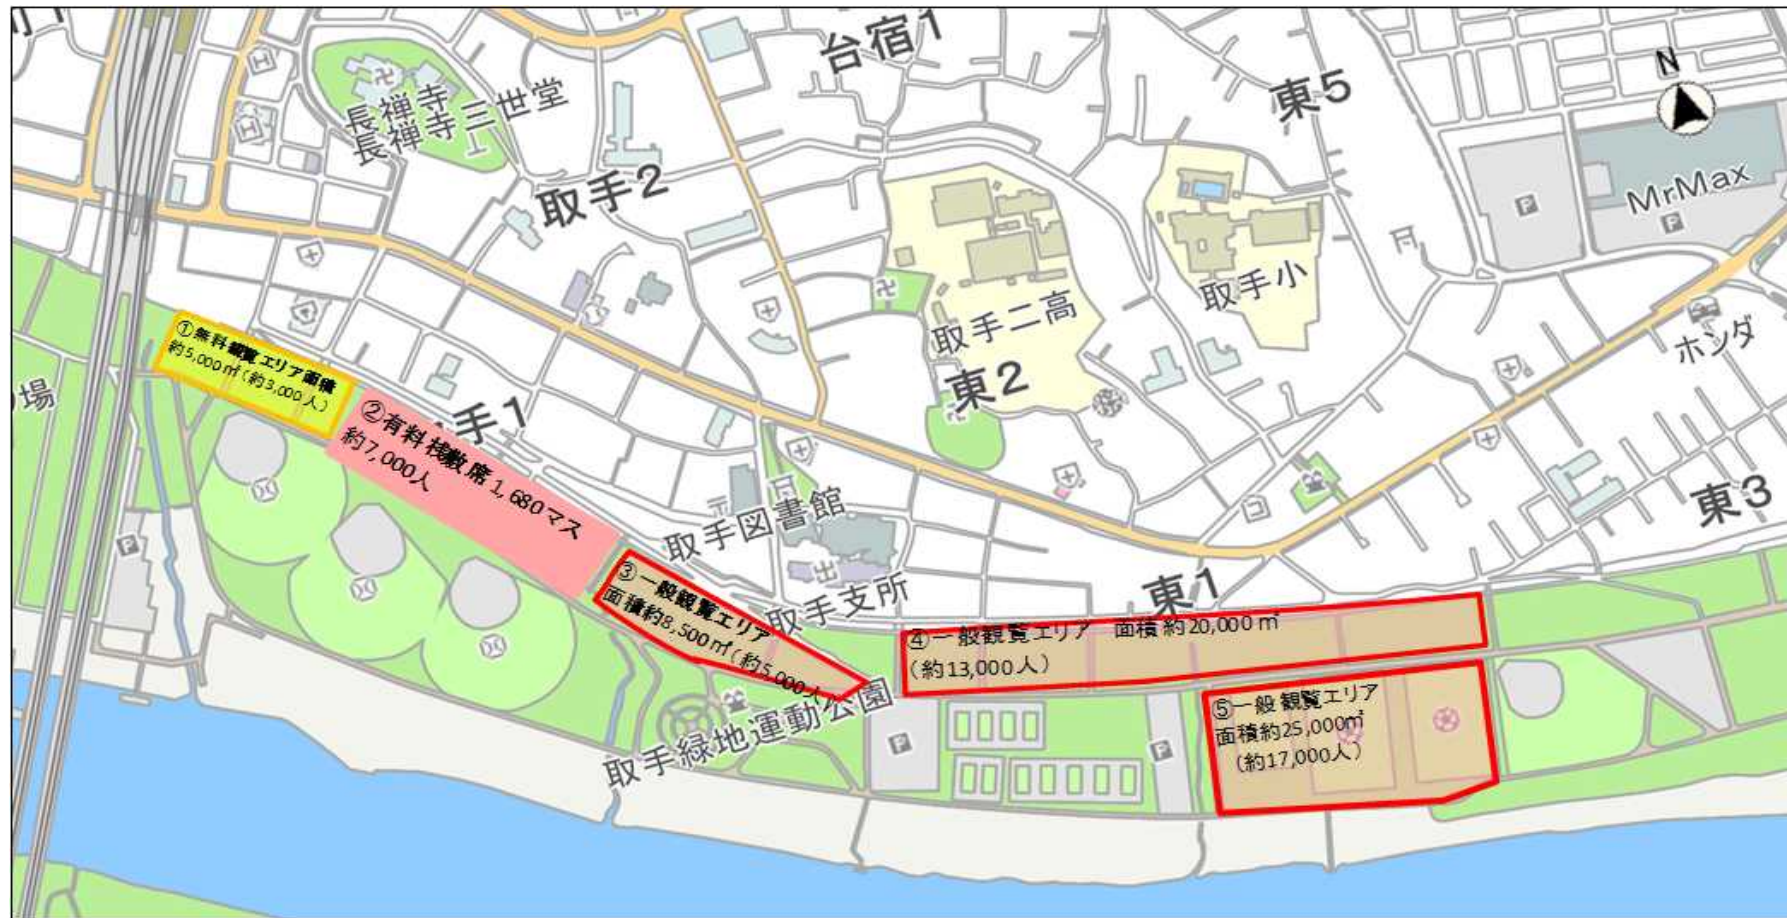 台宿1
N
長禅寺
長禅寺三世堂
東5
MrMax
P
P
取手2
取手小
取手二高
ホンダ
東2
①無料観覧エリア面積
約5,000㎡（約3,000人）
場
手1
②有料桟敷席 1,680マス
約7,000人
東3
取手図書館
③一般観覧エリア
面積約8,500㎡（約5,000人）
取手支所
東1
④一般観覧エリア 面積約20,000㎡
（約13,000人）
⑤一般観覧エリア
面積約25,000㎡
（約17,000人）
取手緑地運動公園
P
P
P